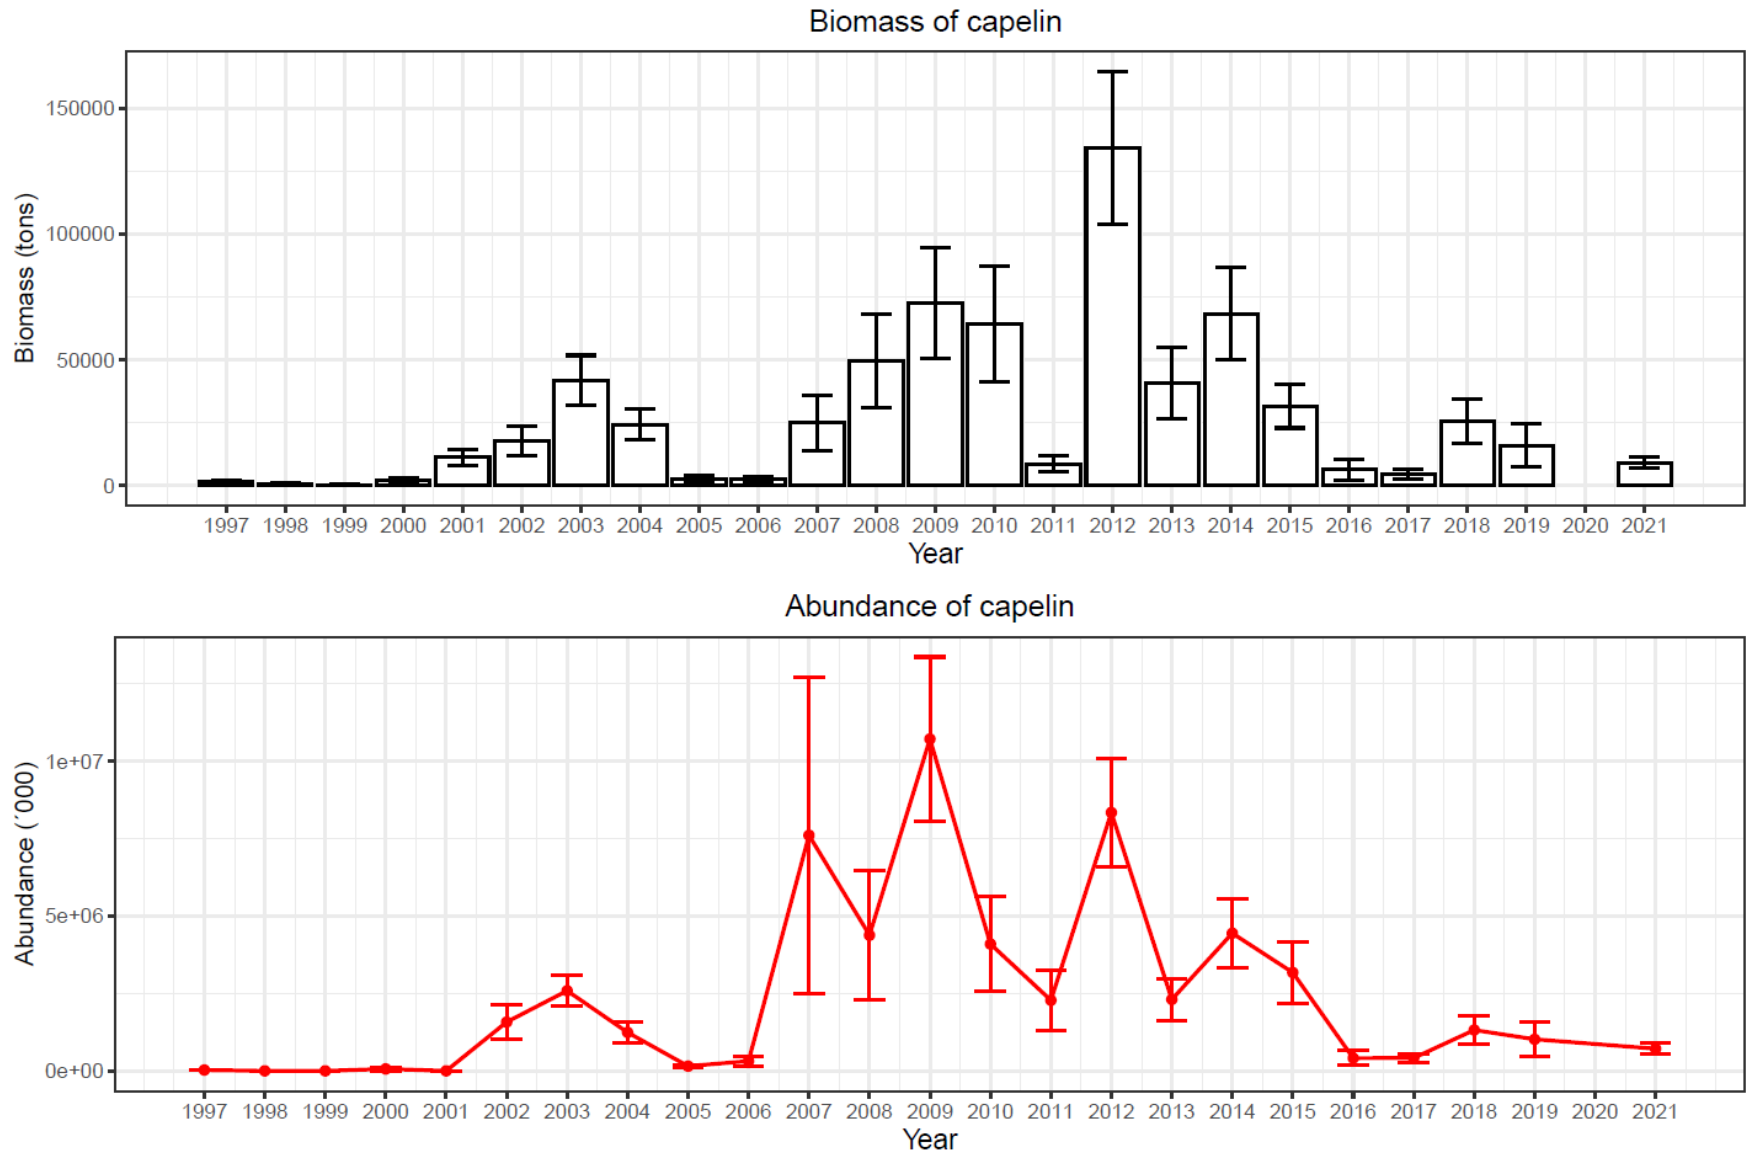 Biomass of capelin
Biomass (tons)
150000
100000
50000
0
1997 1998 1999 2000 2001 2002 2003 2004 2005 2006 2007 2008 2009 2010 2011 2012 2013 2014 2015 2016 2017 2018 2019 2020 2021
Year
Abundance of capelin
Abundance (´000)
1e+07
5e+06
0e+00
1997 1998 1999 2000 2001 2002 2003 2004 2005 2006 2007 2008 2009 2010 2011 2012 2013 2014 2015 2016 2017 2018 2019 2020 2021
Year